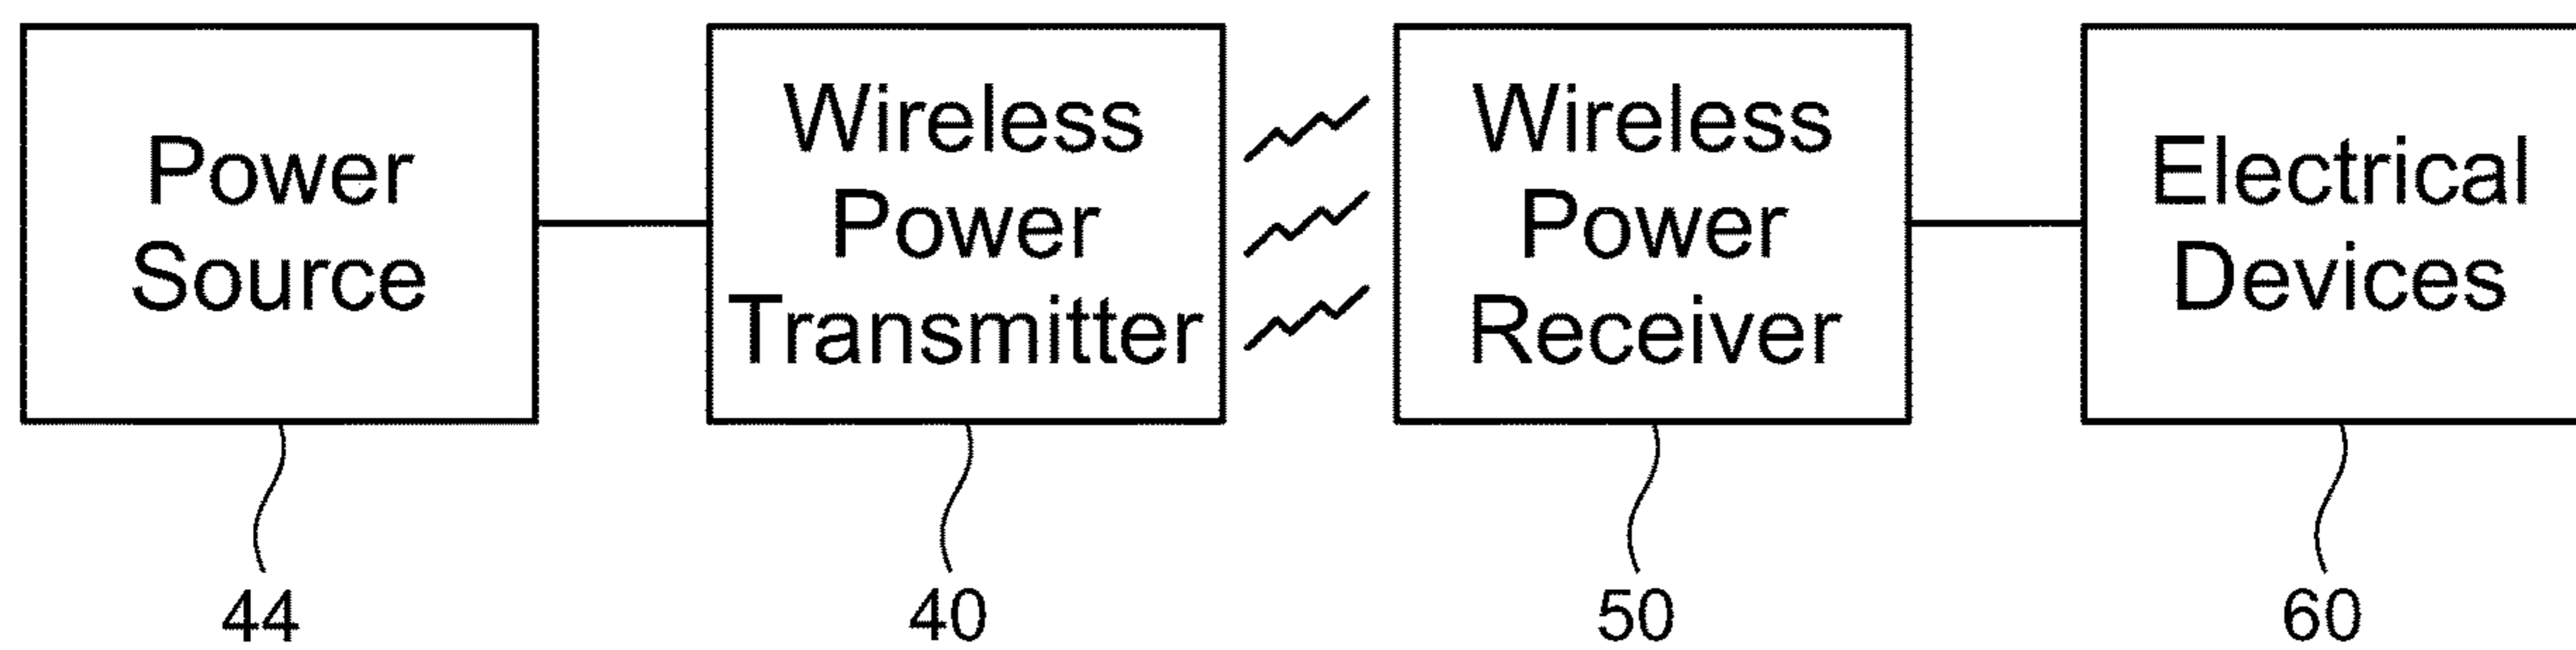 Power
Source
Wireless
Power
Transmitter
Wireless
Power
Receiver
Electrical
Devices
44
40
50
60